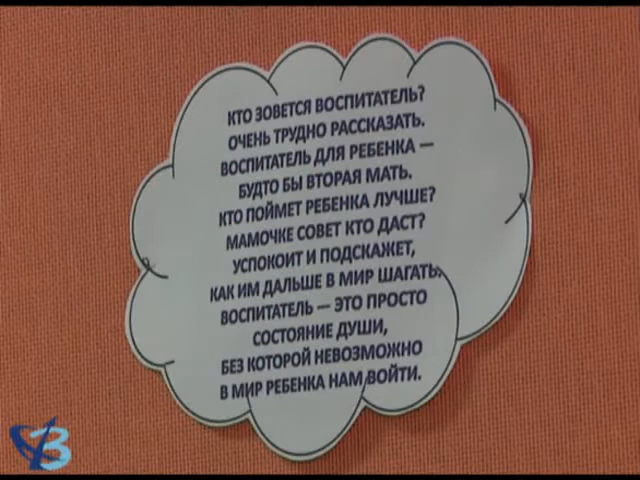 КТО ЗОВЕТСЯ ВОСПИТАТЕЛЬ?
ОЧЕНЬ ТРУДНО РАССКАЗАТЬ.
ВОСПИТАТЕЛЬ ДЛЯ РЕБЕНКА —
БУДТО БЫ ВТОРАЯ МАТЬ.
КТО ПОЙМЕТ РЕБЕНКА ЛУЧШЕ?
МАМОЧКЕ СОВЕТ КТО ДАСТ?
УСПОКОИТ И ПОДСКАЖЕТ,
КАК ИМ ДАЛЬШЕ В МИР ШАГАТЬ.
ВОСПИТАТЕЛЬ — ЭТО ПРОСТО
СОСТОЯНИЕ ДУШИ,
БЕЗ КОТОРОЙ НЕВОЗМОЖНО
В МИР РЕБЕНКА НАМ ВОЙТИ.
3